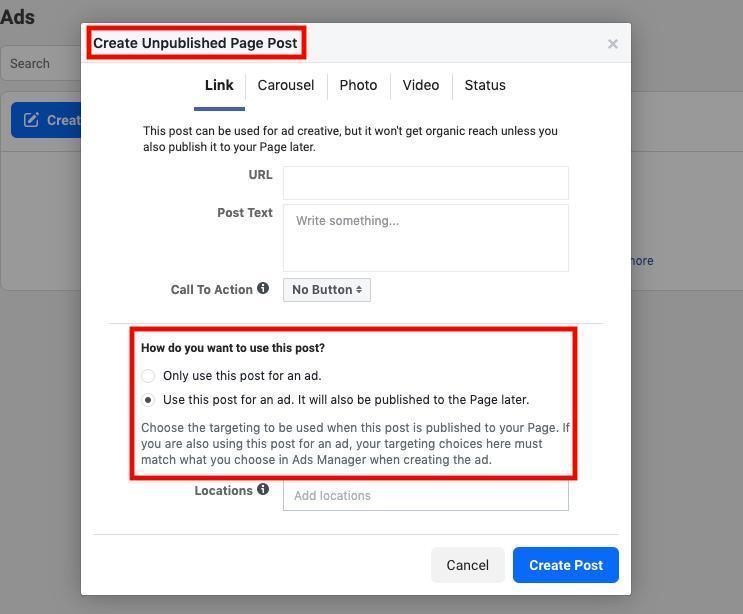 Ads
Create Unpublished Page Post
×
Search
Link Carousel Photo Video Status
This post can be used for ad creative, but it won't get organic reach unless you
also publish it to your Page later.
URL
Post Text Write something...
Call To Action No Button
How do you want to use this post?
Only use this post for an ad.
Use this post for an ad. It will also be published to the Page later.
Choose the targeting to be used when this post is published to your Page. If
you are also using this post for an ad, your targeting choices here must
match what you choose in Ads Manager when creating the ad.
Locations Add locations
Cancel Create Post